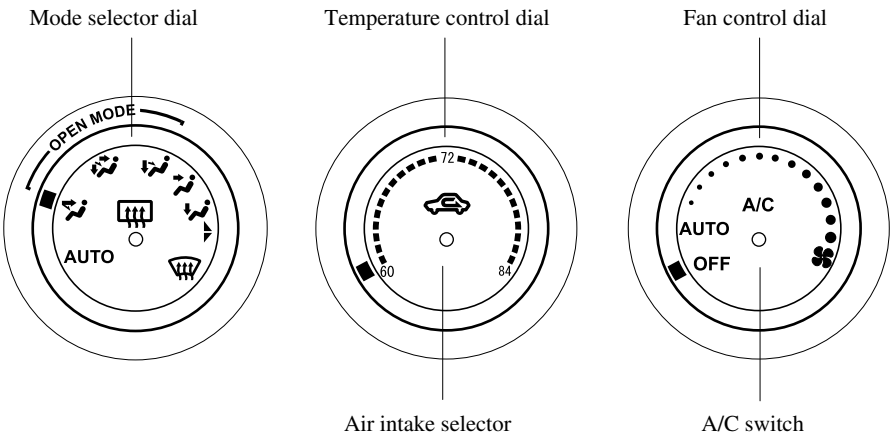 Mode selector dial
Temperature control dial
Fan control dial
OPEN MODE
AUTO
72
60
84
A/C
AUTO
OFF
Air intake selector
A/C switch